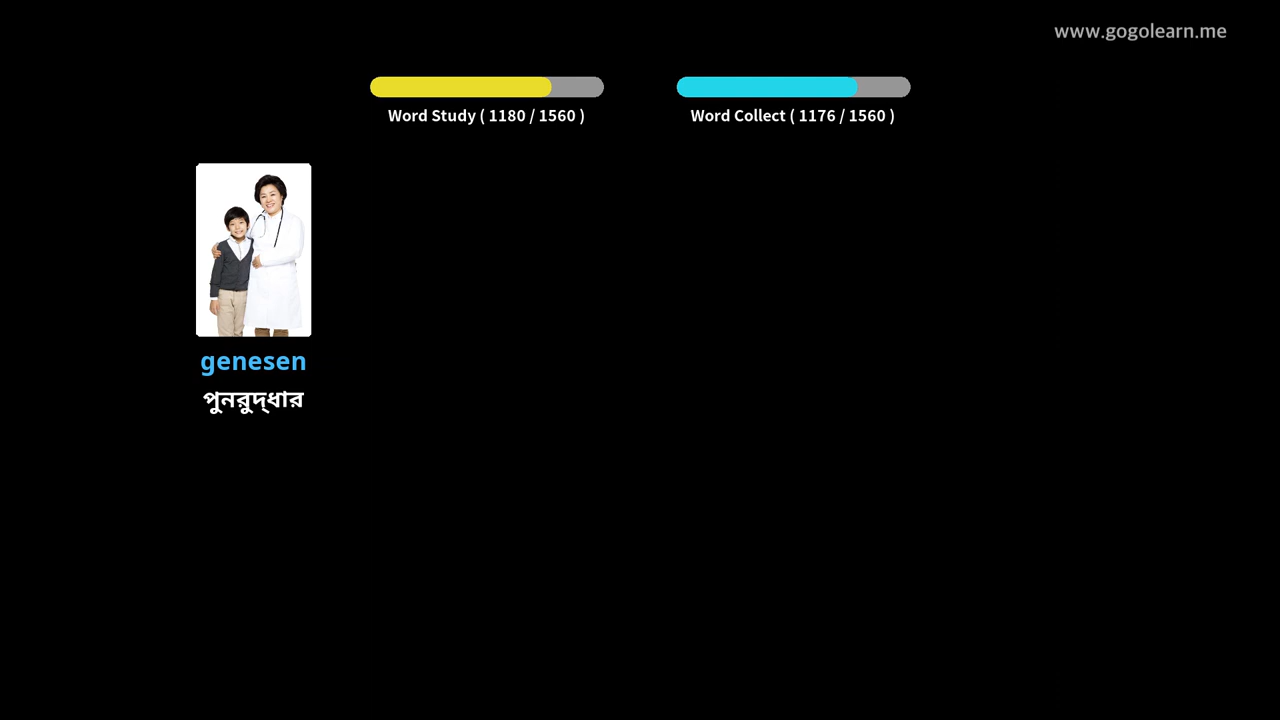 www.gogolearn.me
Word Study ( 1180 / 1560 )
Word Collect ( 1176 / 1560 )
genesen
পুনরুদ্ধার